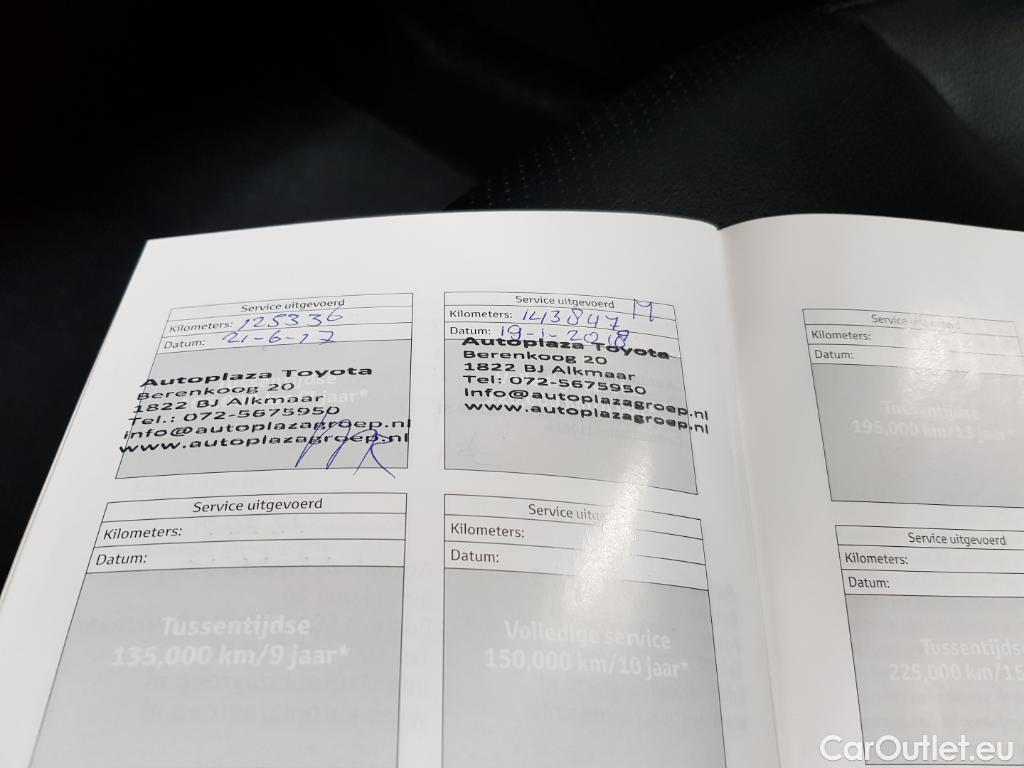 Service uitgevoerd
Kilometers: 125336
Datum: 21-6-17
Autoplaza Toyota
Berenkoog 20
1822 BJ Alkmaar
Tel.: 072-5675950
info@autoplazagroep.nl
www.autoplazagroep.nl
Service uitgevoerd
Kilometers: 143847
Datum: 19-1-2018
Autoplaza Toyota
Berenkoog 20
1822 BJ Alkmaar
Tel: 072-5675950
info@autoplazagroep.nl
www.autoplazagroep.nl
Service uitgevoerd
Kilometers:
Datum:
Tussentijdse
195,000 km/13 jaar*
Service uitgevoerd
Kilometers:
Datum:
Tussentijdse
135,000 km/9 jaar*
Service uitgevoerd
Kilometers:
Datum:
Volledige service
150,000 km/10 jaar*
Service uitgevoerd
Kilometers:
Datum:
Tussentijdse
225,000 km/15
CarOutlet.eu